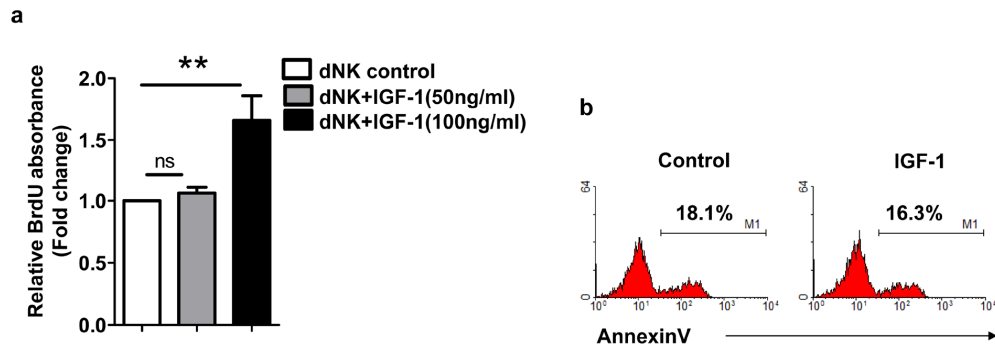 a
**
ns
Relative BrdU absorbance
(Fold change)
2.0
1.5
1.0
0.5
0.0
dNK control
dNK+IGF-1(50ng/ml)
dNK+IGF-1(100ng/ml)
b
Control
IGF-1
64
18.1%
M1
0
10⁰ 10¹ 10² 10³ 10⁴
64
16.3%
M1
0
10⁰ 10¹ 10² 10³ 10⁴
AnnexinV